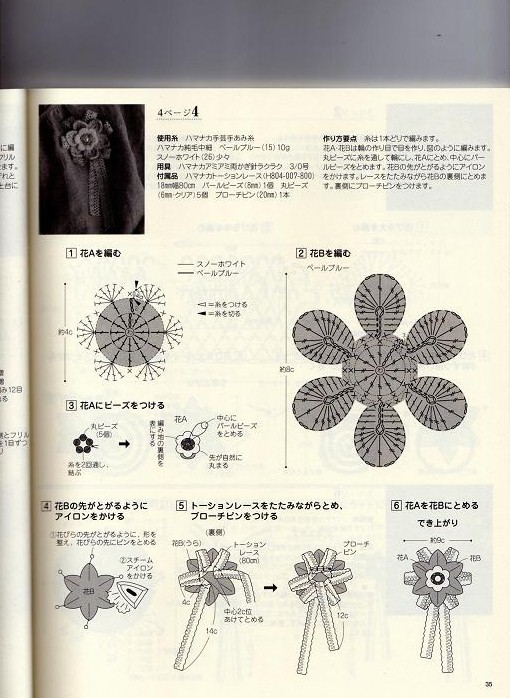 4ページ4
使用糸 ハマナカ手芸手あみ糸
ハマナカ純毛中細 ペールブルー(15)10g
スノーホワイト(26)少々
用具 ハマナカアミアミ両かぎ針ラクラク 3/0号
付属品 ハマナカトーションレース(H804-007-800)
18mm幅80cm パールビーズ(8mm)1個 丸ビーズ
(6mm・クリア)5個 ブローチピン(20mm)1本
作り方要点 糸は1本どりで編みます。
花A・花Bは輪の作り目で目を作り、図のように編みます。
丸ビーズに糸を通して輪にし、花Aにとめ、中心にパー
ルビーズをとめます。花Bの先がとがるようにアイロン
をかけます。レースをたたみながら花Bの裏側にとめま
す。裏側にブローチピンをつけます。
1 花Aを編む
スノーホワイト
ペールブルー
=糸をつける
=糸を切る
約4c
2 花Bを編む
ペールブルー
約8c
3 花Aにビーズをつける
丸ビーズ
(5個)
糸を2回通し、
結ぶ
編み地の裏側を
表にする
花A
中心に
パールビーズ
をとめる
先が自然に
丸まる
4 花Bの先がとがるように
アイロンをかける
①花びらの先がとがるように、形を
整え、花びらの先にピンをとめる
②スチーム
アイロン
をかける
花B
5 トーションレースをたたみながらとめ、
ブローチピンをつける
(裏側)
花B(うら)
トーション
レース
(80cm)
4c
14c
中心2c位
あけてとめる
ブローチ
ピン
12c
6 花Aを花Bにとめる
でき上がり
約9c
花A
花B
35